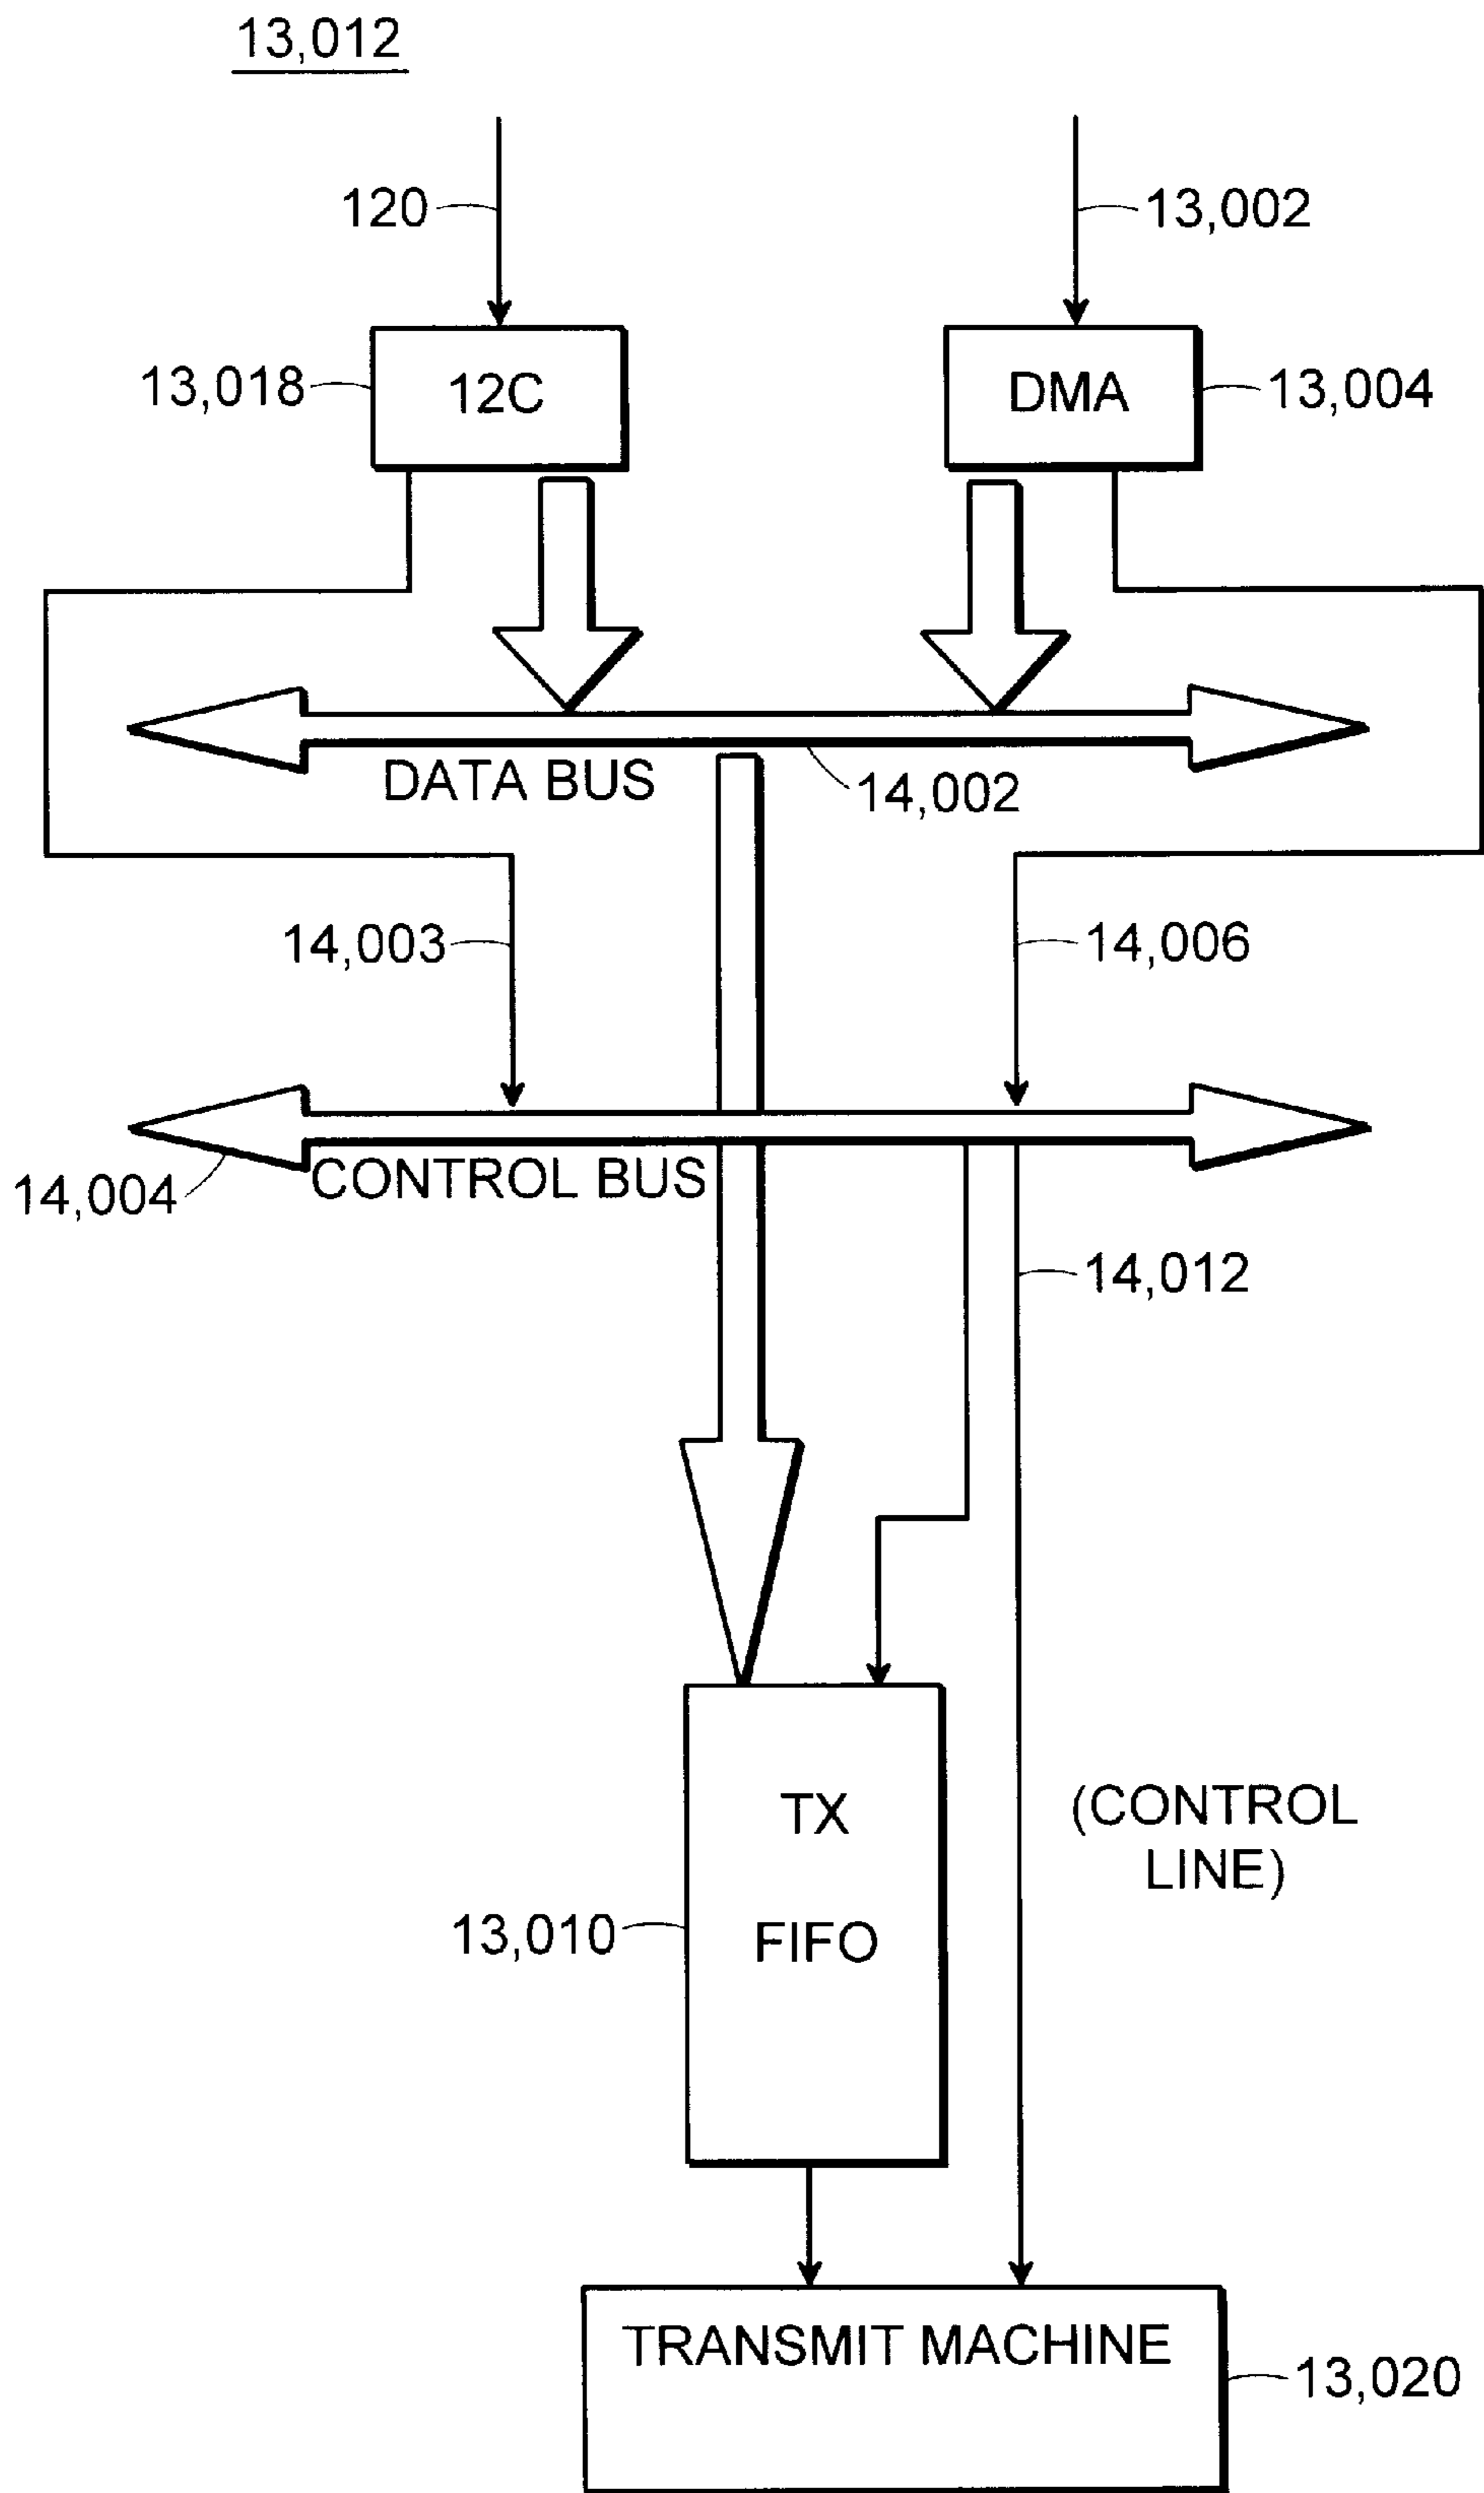 13,012
120
13,002
13,018
12C
DMA
13,004
DATA BUS
14,002
14,003
14,006
14,004
CONTROL BUS
14,012
TX
FIFO
(CONTROL
LINE)
13,010
TRANSMIT MACHINE
13,020